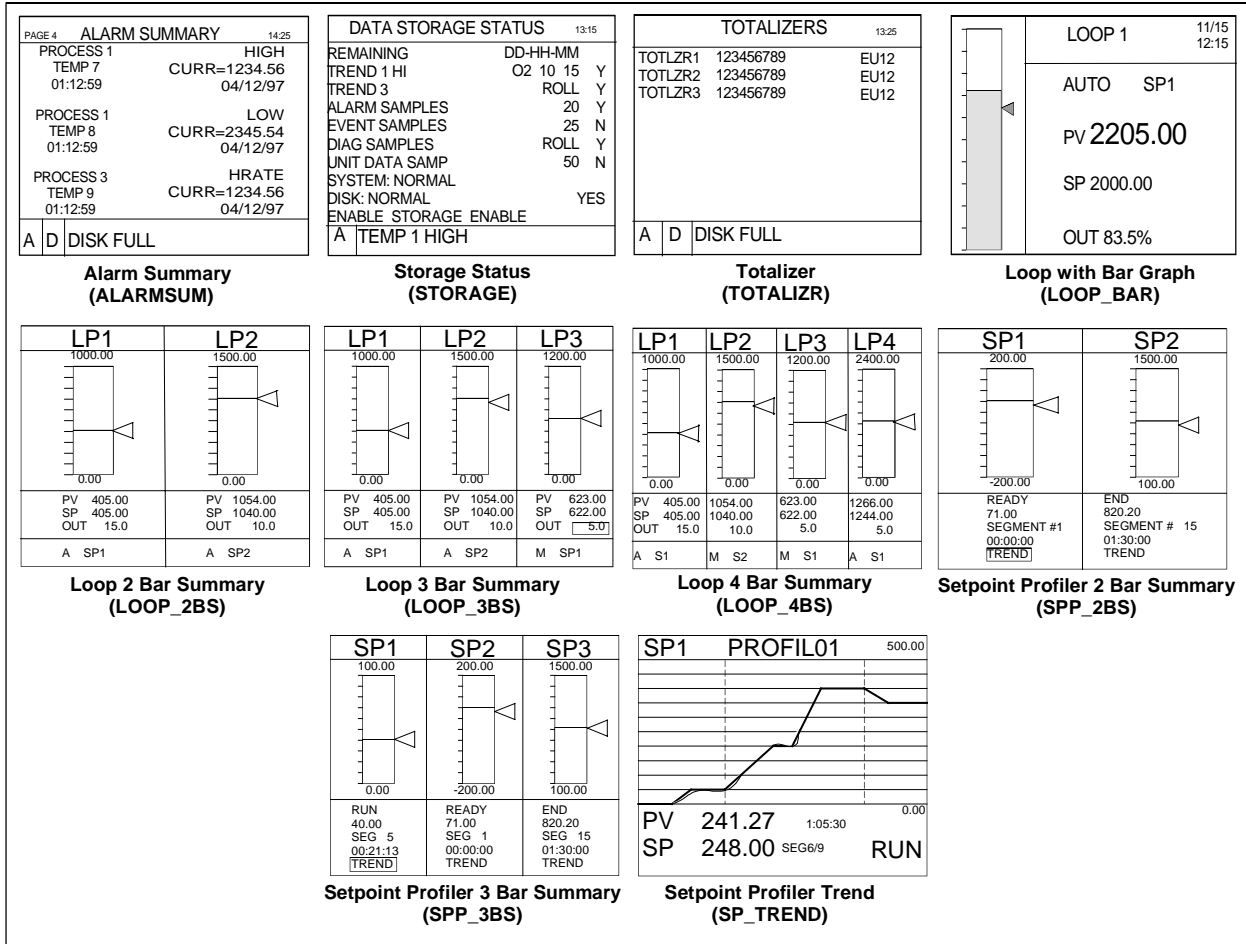 PAGE 4 ALARM SUMMARY 14:25
PROCESS 1 HIGH
TEMP 7 CURR=1234.56
01:12:59 04/12/97
PROCESS 1 LOW
TEMP 8 CURR=2345.54
01:12:59 04/12/97
PROCESS 3 HRATE
TEMP 9 CURR=1234.56
01:12:59 04/12/97
A D DISK FULL
Alarm Summary
(ALARMSUM)
DATA STORAGE STATUS 13:15
REMAINING DD-HH-MM
TREND 1 HI O2 10 15 Y
TREND 3 ROLL Y
ALARM SAMPLES 20 Y
EVENT SAMPLES 25 N
DIAG SAMPLES ROLL Y
UNIT DATA SAMP 50 N
SYSTEM: NORMAL
DISK: NORMAL YES
ENABLE STORAGE ENABLE
A TEMP 1 HIGH
Storage Status
(STORAGE)
TOTALIZERS 13:25
TOTLZR1 123456789 EU12
TOTLZR2 123456789 EU12
TOTLZR3 123456789 EU12
A D DISK FULL
Totalizer
(TOTALIZR)
LOOP 1 11/15
12:15
AUTO SP1
PV 2205.00
SP 2000.00
OUT 83.5%
Loop with Bar Graph
(LOOP_BAR)
LP1 LP2
1000.00 1500.00
0.00 0.00
PV 405.00 PV 1054.00
SP 405.00 SP 1040.00
OUT 15.0 OUT 10.0
A SP1 A SP2
Loop 2 Bar Summary
(LOOP_2BS)
LP1 LP2 LP3
1000.00 1500.00 1200.00
0.00 0.00 0.00
PV 405.00 PV 1054.00 PV 623.00
SP 405.00 SP 1040.00 SP 622.00
OUT 15.0 OUT 10.0 OUT 5.0
A SP1 A SP2 M SP1
Loop 3 Bar Summary
(LOOP_3BS)
LP1 LP2 LP3 LP4
1000.00 1500.00 1200.00 2400.00
0.00 0.00 0.00 0.00
PV 405.00 1054.00 623.00 1266.00
SP 405.00 1040.00 622.00 1244.00
OUT 15.0 10.0 5.0 5.0
A S1 M S2 M S1 A S1
Loop 4 Bar Summary
(LOOP_4BS)
SP1 SP2
200.00 1500.00
-200.00 100.00
READY END
71.00 820.20
SEGMENT #1 SEGMENT # 15
00:00:00 01:30:00
TREND TREND
Setpoint Profiler 2 Bar Summary
(SPP_2BS)
SP1 SP2 SP3
100.00 200.00 1500.00
0.00 -200.00 100.00
RUN READY END
40.00 71.00 820.20
SEG 5 SEG 1 SEG 15
00:21:13 00:00:00 01:30:00
TREND TREND TREND
Setpoint Profiler 3 Bar Summary
(SPP_3BS)
SP1 PROFIL01 500.00
0.00
PV 241.27 1:05:30
SP 248.00 SEG6/9 RUN
Setpoint Profiler Trend
(SP_TREND)